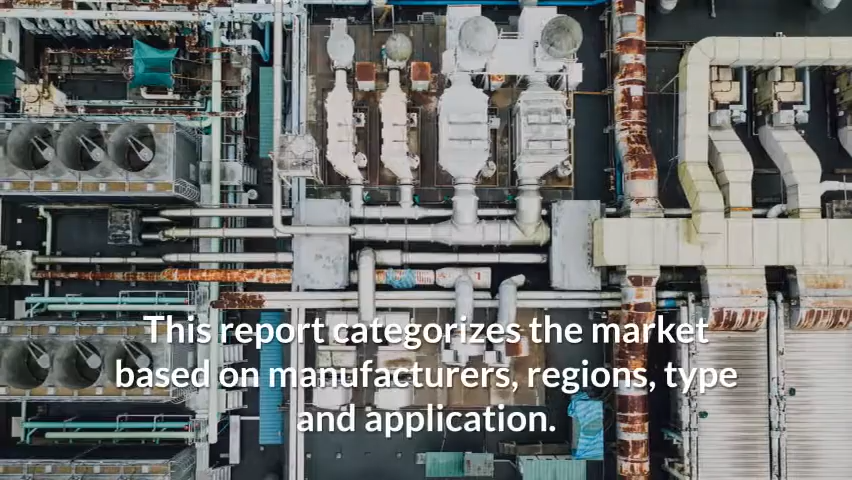 This report categorizes the market
based on manufacturers, regions, type
and application.